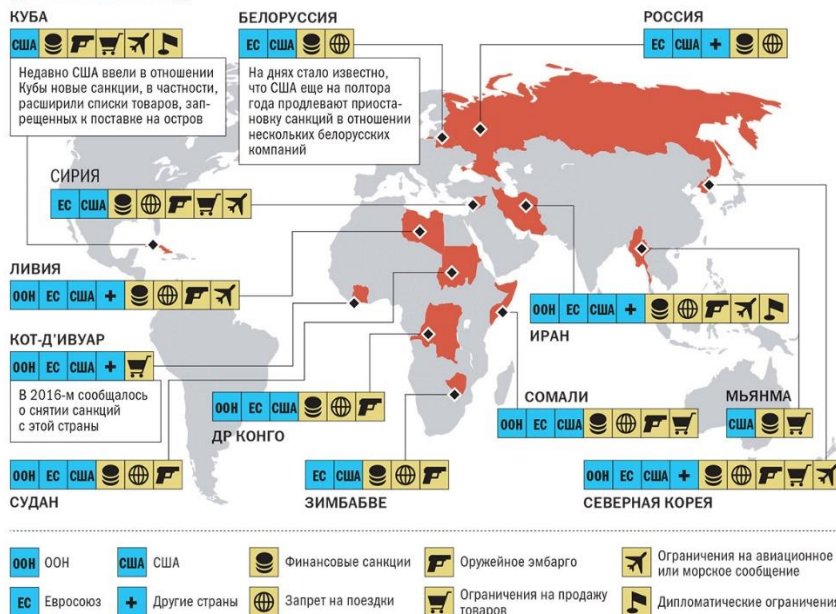 КУБА
США
Недавно США ввели в отношении
Кубы новые санкции, в частности,
расширили списки товаров, зап-
рещенных к поставке на остров
БЕЛОРУССИЯ
ЕС США
На днях стало известно,
что США еще на полтора
года продлевают приоста-
новку санкций в отношении
нескольких белорусских
компаний
РОССИЯ
ЕС США +
СИРИЯ
ЕС США
ЛИВИЯ
ООН ЕС США +
КОТ-Д'ИВУАР
ООН ЕС США +
В 2016-м сообщалось
о снятии санкций
с этой страны
ООН ЕС США
СУДАН
ООН ЕС США
ДР КОНГО
ЕС США
ЗИМБАБВЕ
ООН ЕС США +
ИРАН
СОМАЛИ
ООН ЕС США
МЬЯНМА
США
ООН ЕС США +
СЕВЕРНАЯ КОРЕЯ
ООН ООН
США США
Финансовые санкции
Оружейное эмбарго
Ограничения на авиационное
или морское сообщение
ЕС Евросоюз
+ Другие страны
Запрет на поездки
Ограничения на продажу
товаров
Дипломатические ограничения